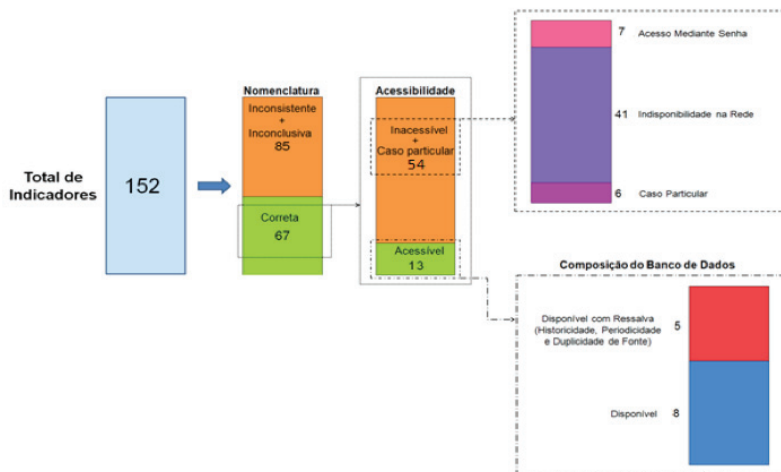 Total de
Indicadores
152
Nomenclatura
Inconsistente
+
Inconclusiva
85
Correta
67
Acessibilidade
Inacessível
+
Caso particular
54
Acessível
13
7 Acesso Mediante Senha
41 Indisponibilidade na Rede
6 Caso Particular
Composição do Banco de Dados
Disponível com Ressalva
(Historicidade, Periodicidade 5
e Duplicidade de Fonte)
Disponível 8